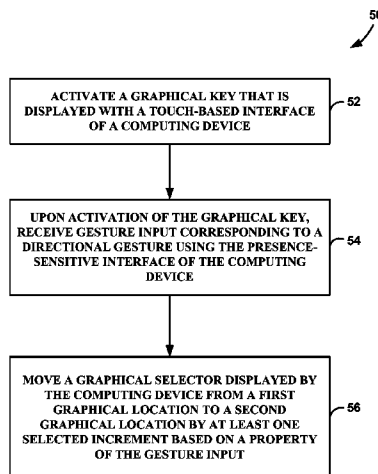 50
ACTIVATE A GRAPHICAL KEY THAT IS
DISPLAYED WITH A TOUCH-BASED INTERFACE
OF A COMPUTING DEVICE
52
UPON ACTIVATION OF THE GRAPHICAL KEY,
RECEIVE GESTURE INPUT CORRESPONDING TO A
DIRECTIONAL GESTURE USING THE PRESENCE-
SENSITIVE INTERFACE OF THE COMPUTING
DEVICE
54
MOVE A GRAPHICAL SELECTOR DISPLAYED BY
THE COMPUTING DEVICE FROM A FIRST
GRAPHICAL LOCATION TO A SECOND
GRAPHICAL LOCATION BY AT LEAST ONE
SELECTED INCREMENT BASED ON A PROPERTY
OF THE GESTURE INPUT
56